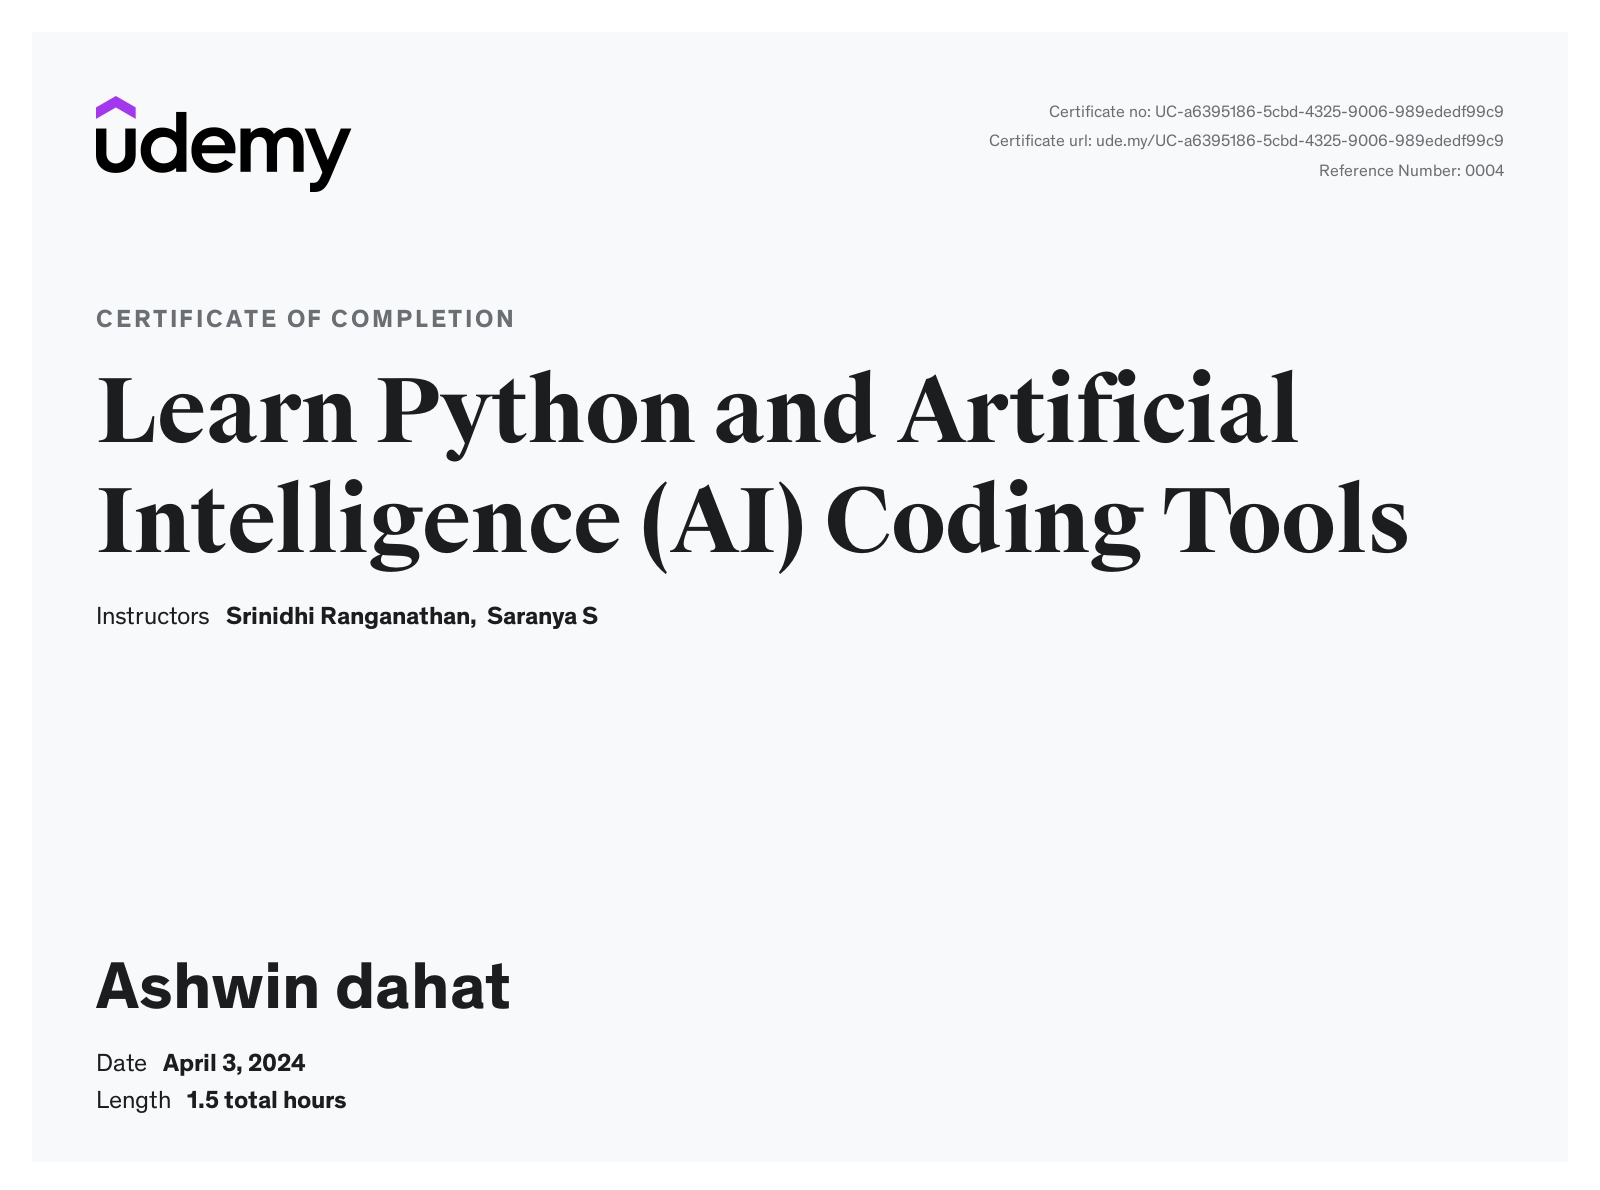 udemy
Certificate no: UC-a6395186-5cbd-4325-9006-989ededf99c9
Certificate url: ude.my/UC-a6395186-5cbd-4325-9006-989ededf99c9
Reference Number: 0004
CERTIFICATE OF COMPLETION
Learn Python and Artificial
Intelligence (AI) Coding Tools
Instructors Srinidhi Ranganathan, Saranya S
Ashwin dahat
Date April 3, 2024
Length 1.5 total hours